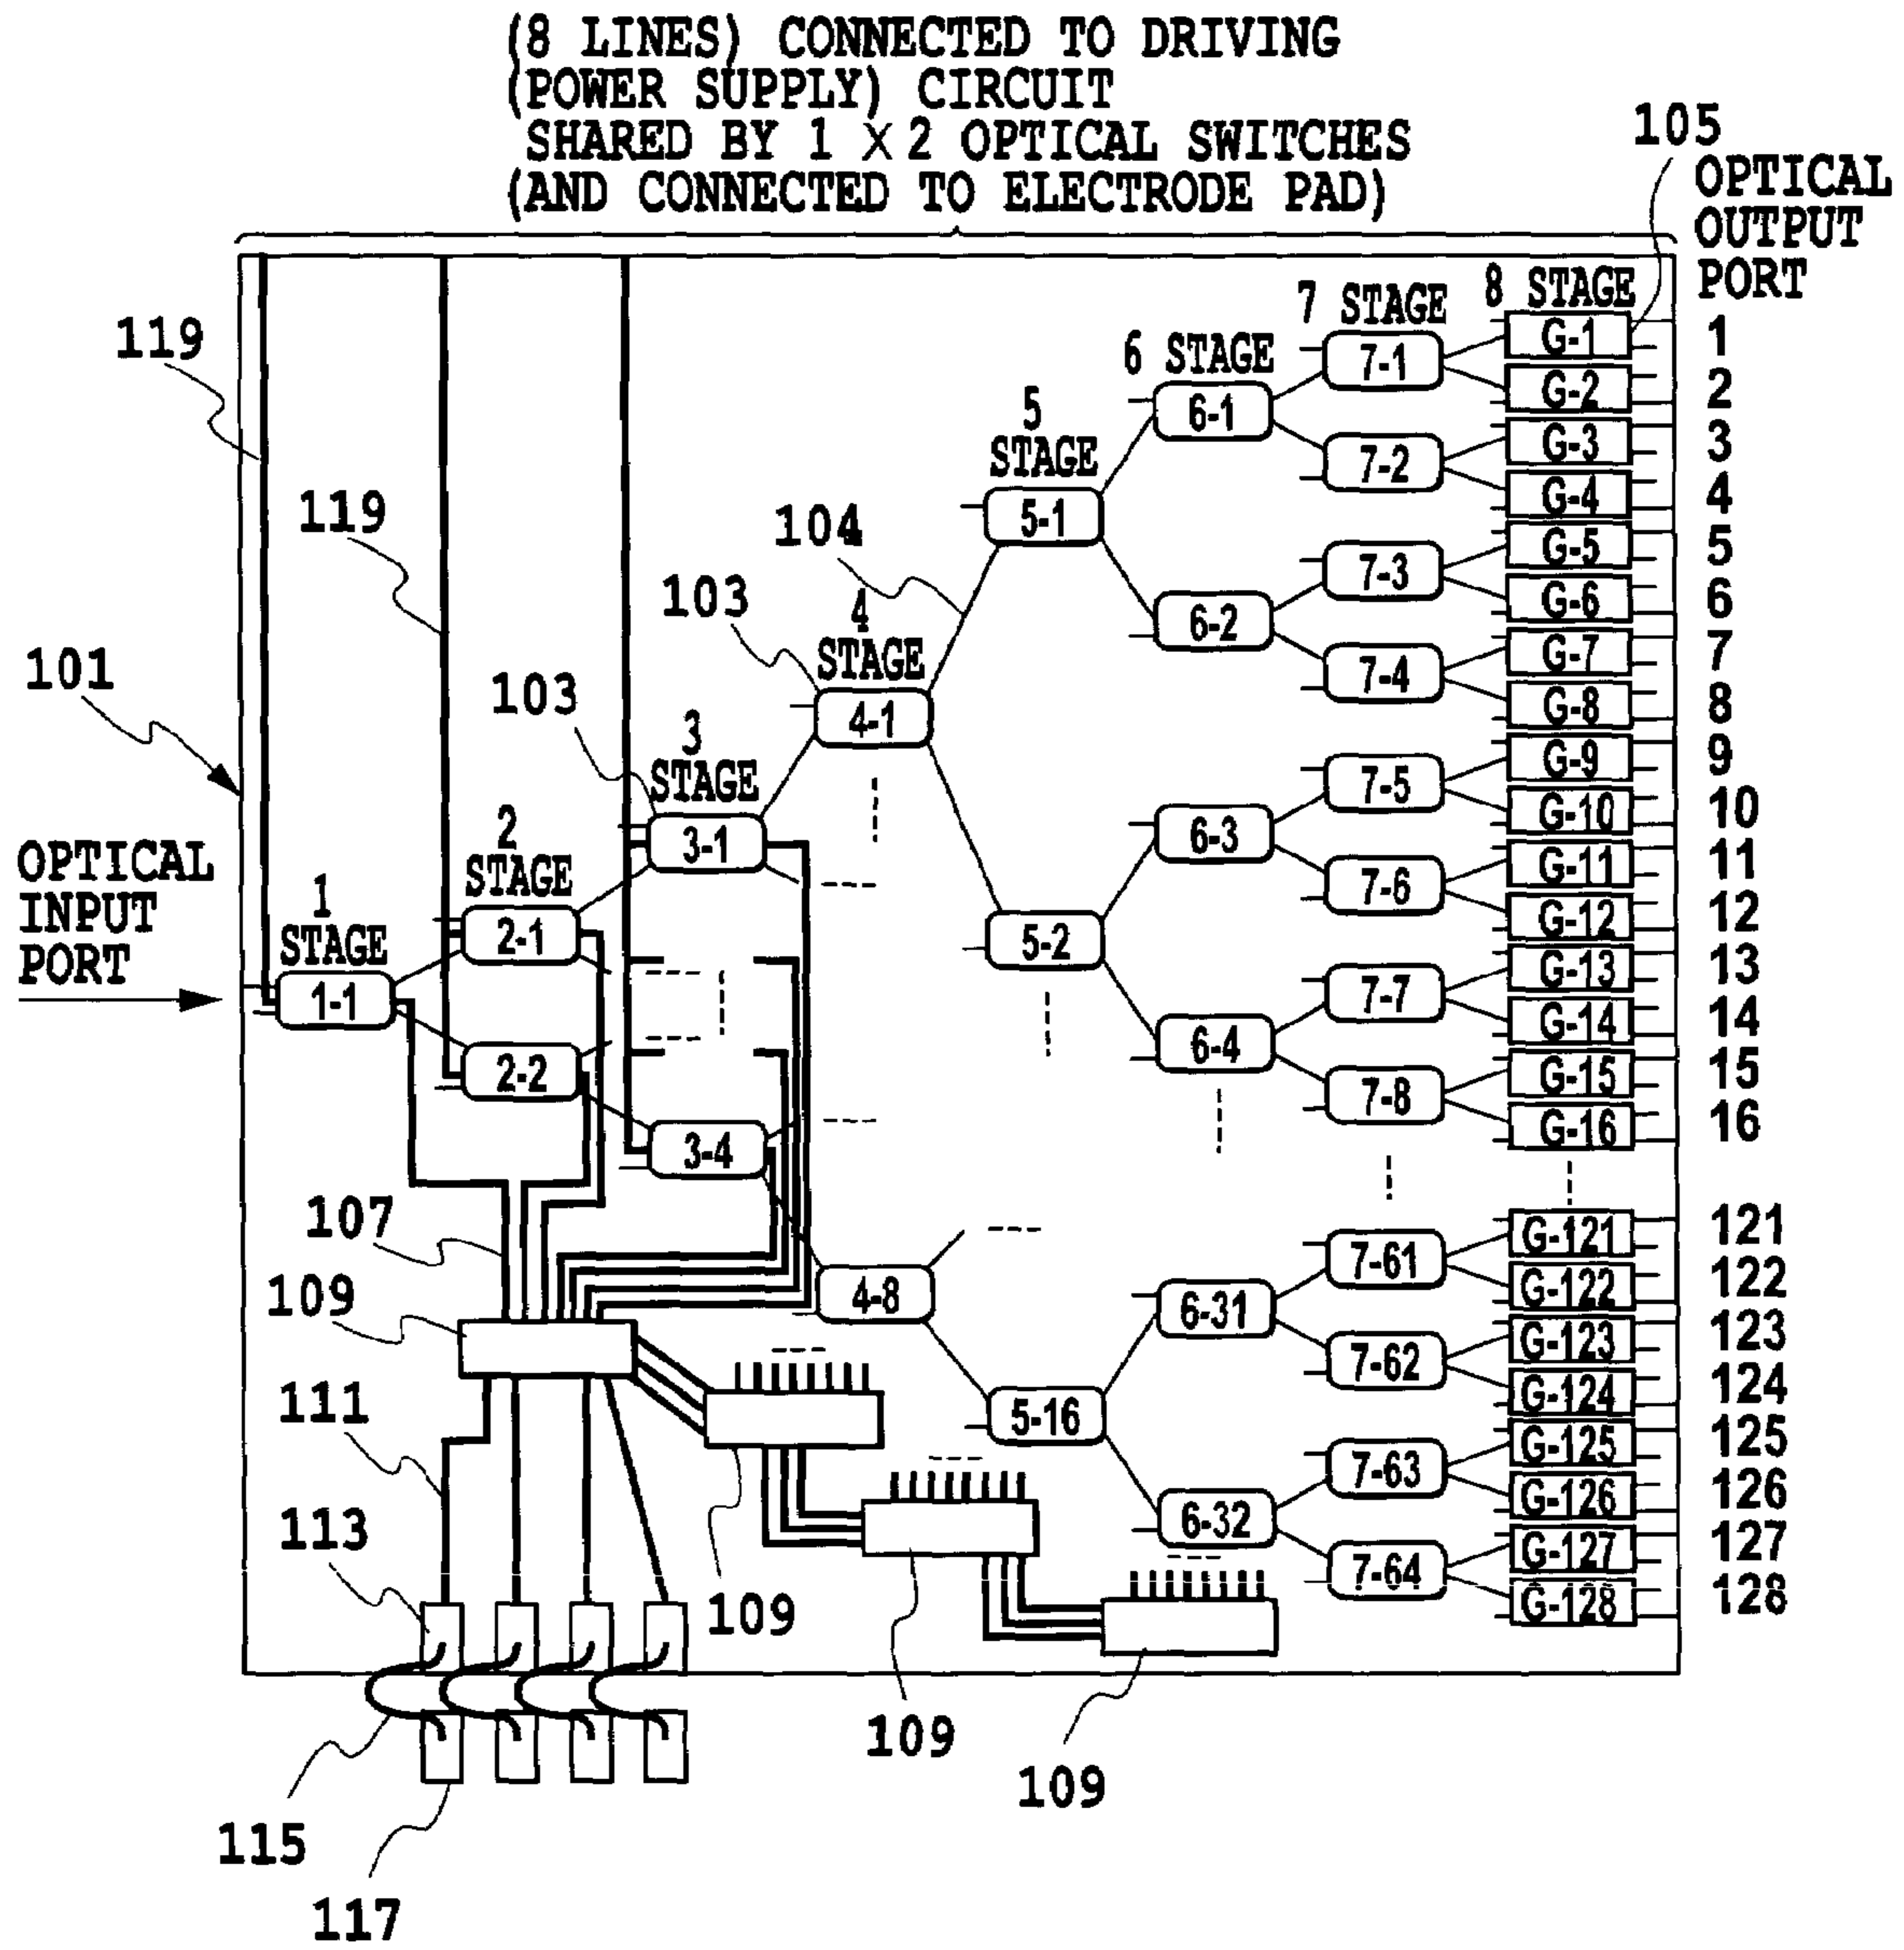 (8 LINES) CONNECTED TO DRIVING
(POWER SUPPLY) CIRCUIT
SHARED BY 1 X 2 OPTICAL SWITCHES
(AND CONNECTED TO ELECTRODE PAD)
105
OPTICAL
OUTPUT
PORT
8 STAGE
7 STAGE
6 STAGE
5
STAGE
4
STAGE
3
STAGE
2
STAGE
1
STAGE
119
119
104
103
103
101
OPTICAL
INPUT
PORT
1-1
2-1
2-2
3-1
3-4
4-1
4-8
5-1
5-2
5-16
6-1
6-2
6-3
6-4
6-31
6-32
7-1
7-2
7-3
7-4
7-5
7-6
7-7
7-8
7-61
7-62
7-63
7-64
G-1 1
G-2 2
G-3 3
G-4 4
G-5 5
G-6 6
G-7 7
G-8 8
G-9 9
G-10 10
G-11 11
G-12 12
G-13 13
G-14 14
G-15 15
G-16 16
G-121 121
G-122 122
G-123 123
G-124 124
G-125 125
G-126 126
G-127 127
G-128 128
107
109
111
113
109
109
109
115
117